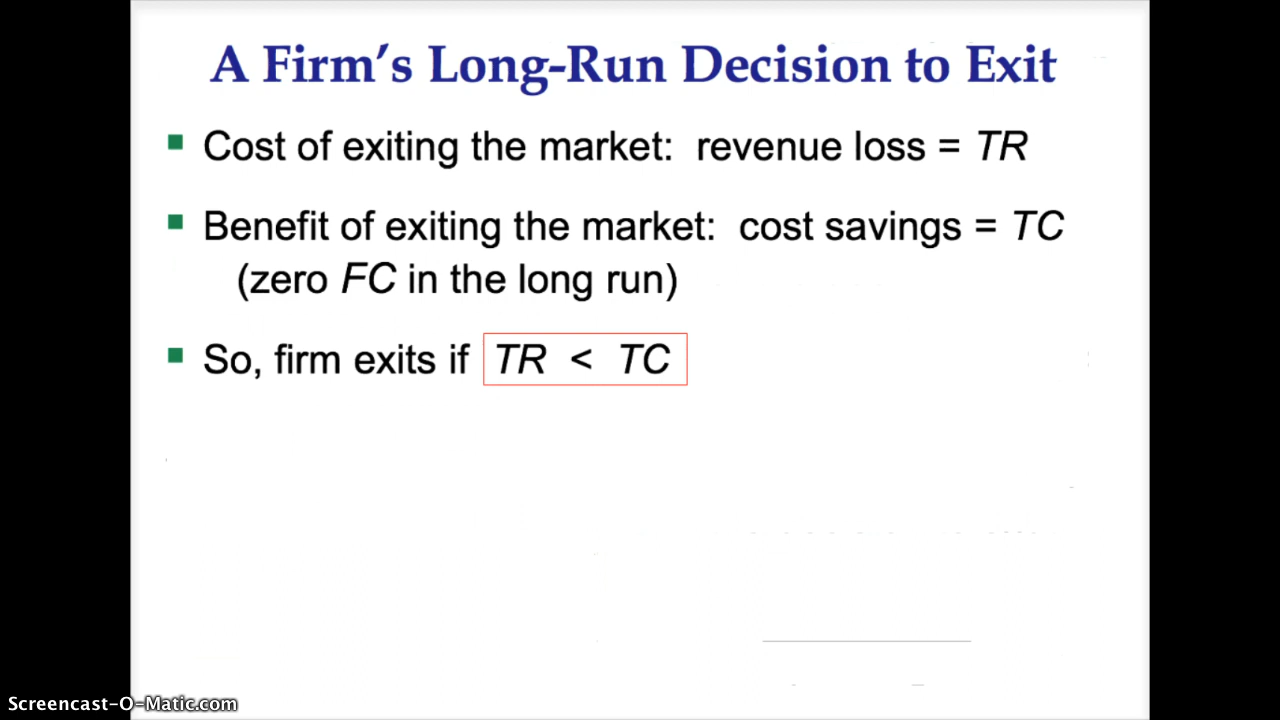 A Firm’s Long-Run Decision to Exit
Cost of exiting the market: revenue loss = TR
Benefit of exiting the market: cost savings = TC
(zero FC in the long run)
So, firm exits if TR < TC
Screencast-O-Matic.com